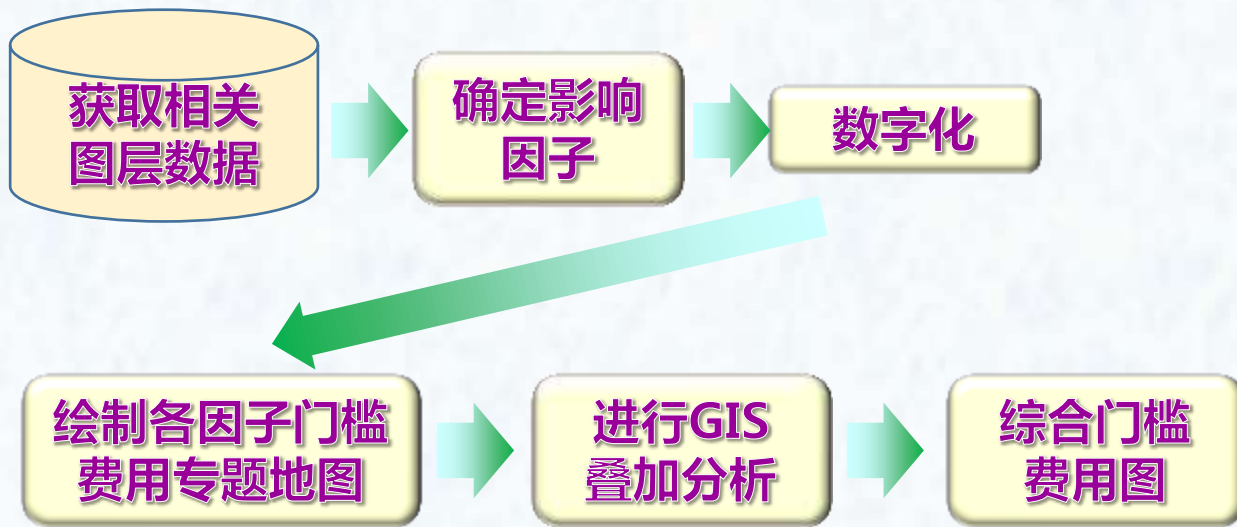 获取相关
图层数据
确定影响
因子
数字化
绘制各因子门槛
费用专题地图
进行GIS
叠加分析
综合门槛
费用图